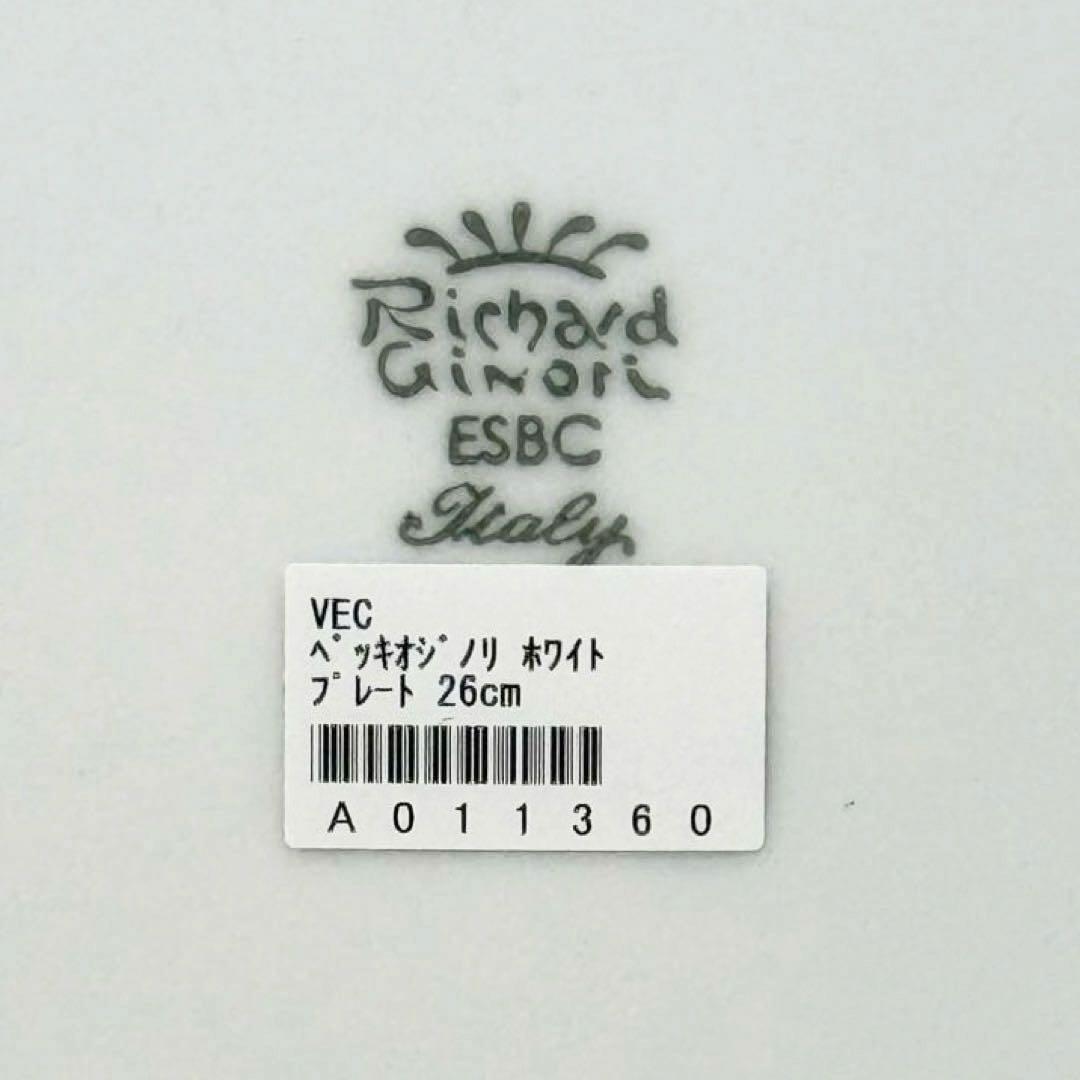 Richard
Ginori
ESBC
Italy
VEC
ﾍﾟｯｷｵｼﾞﾉﾘ ﾎﾜｲﾄ
ﾌﾟﾚｰﾄ 26cm
A011360